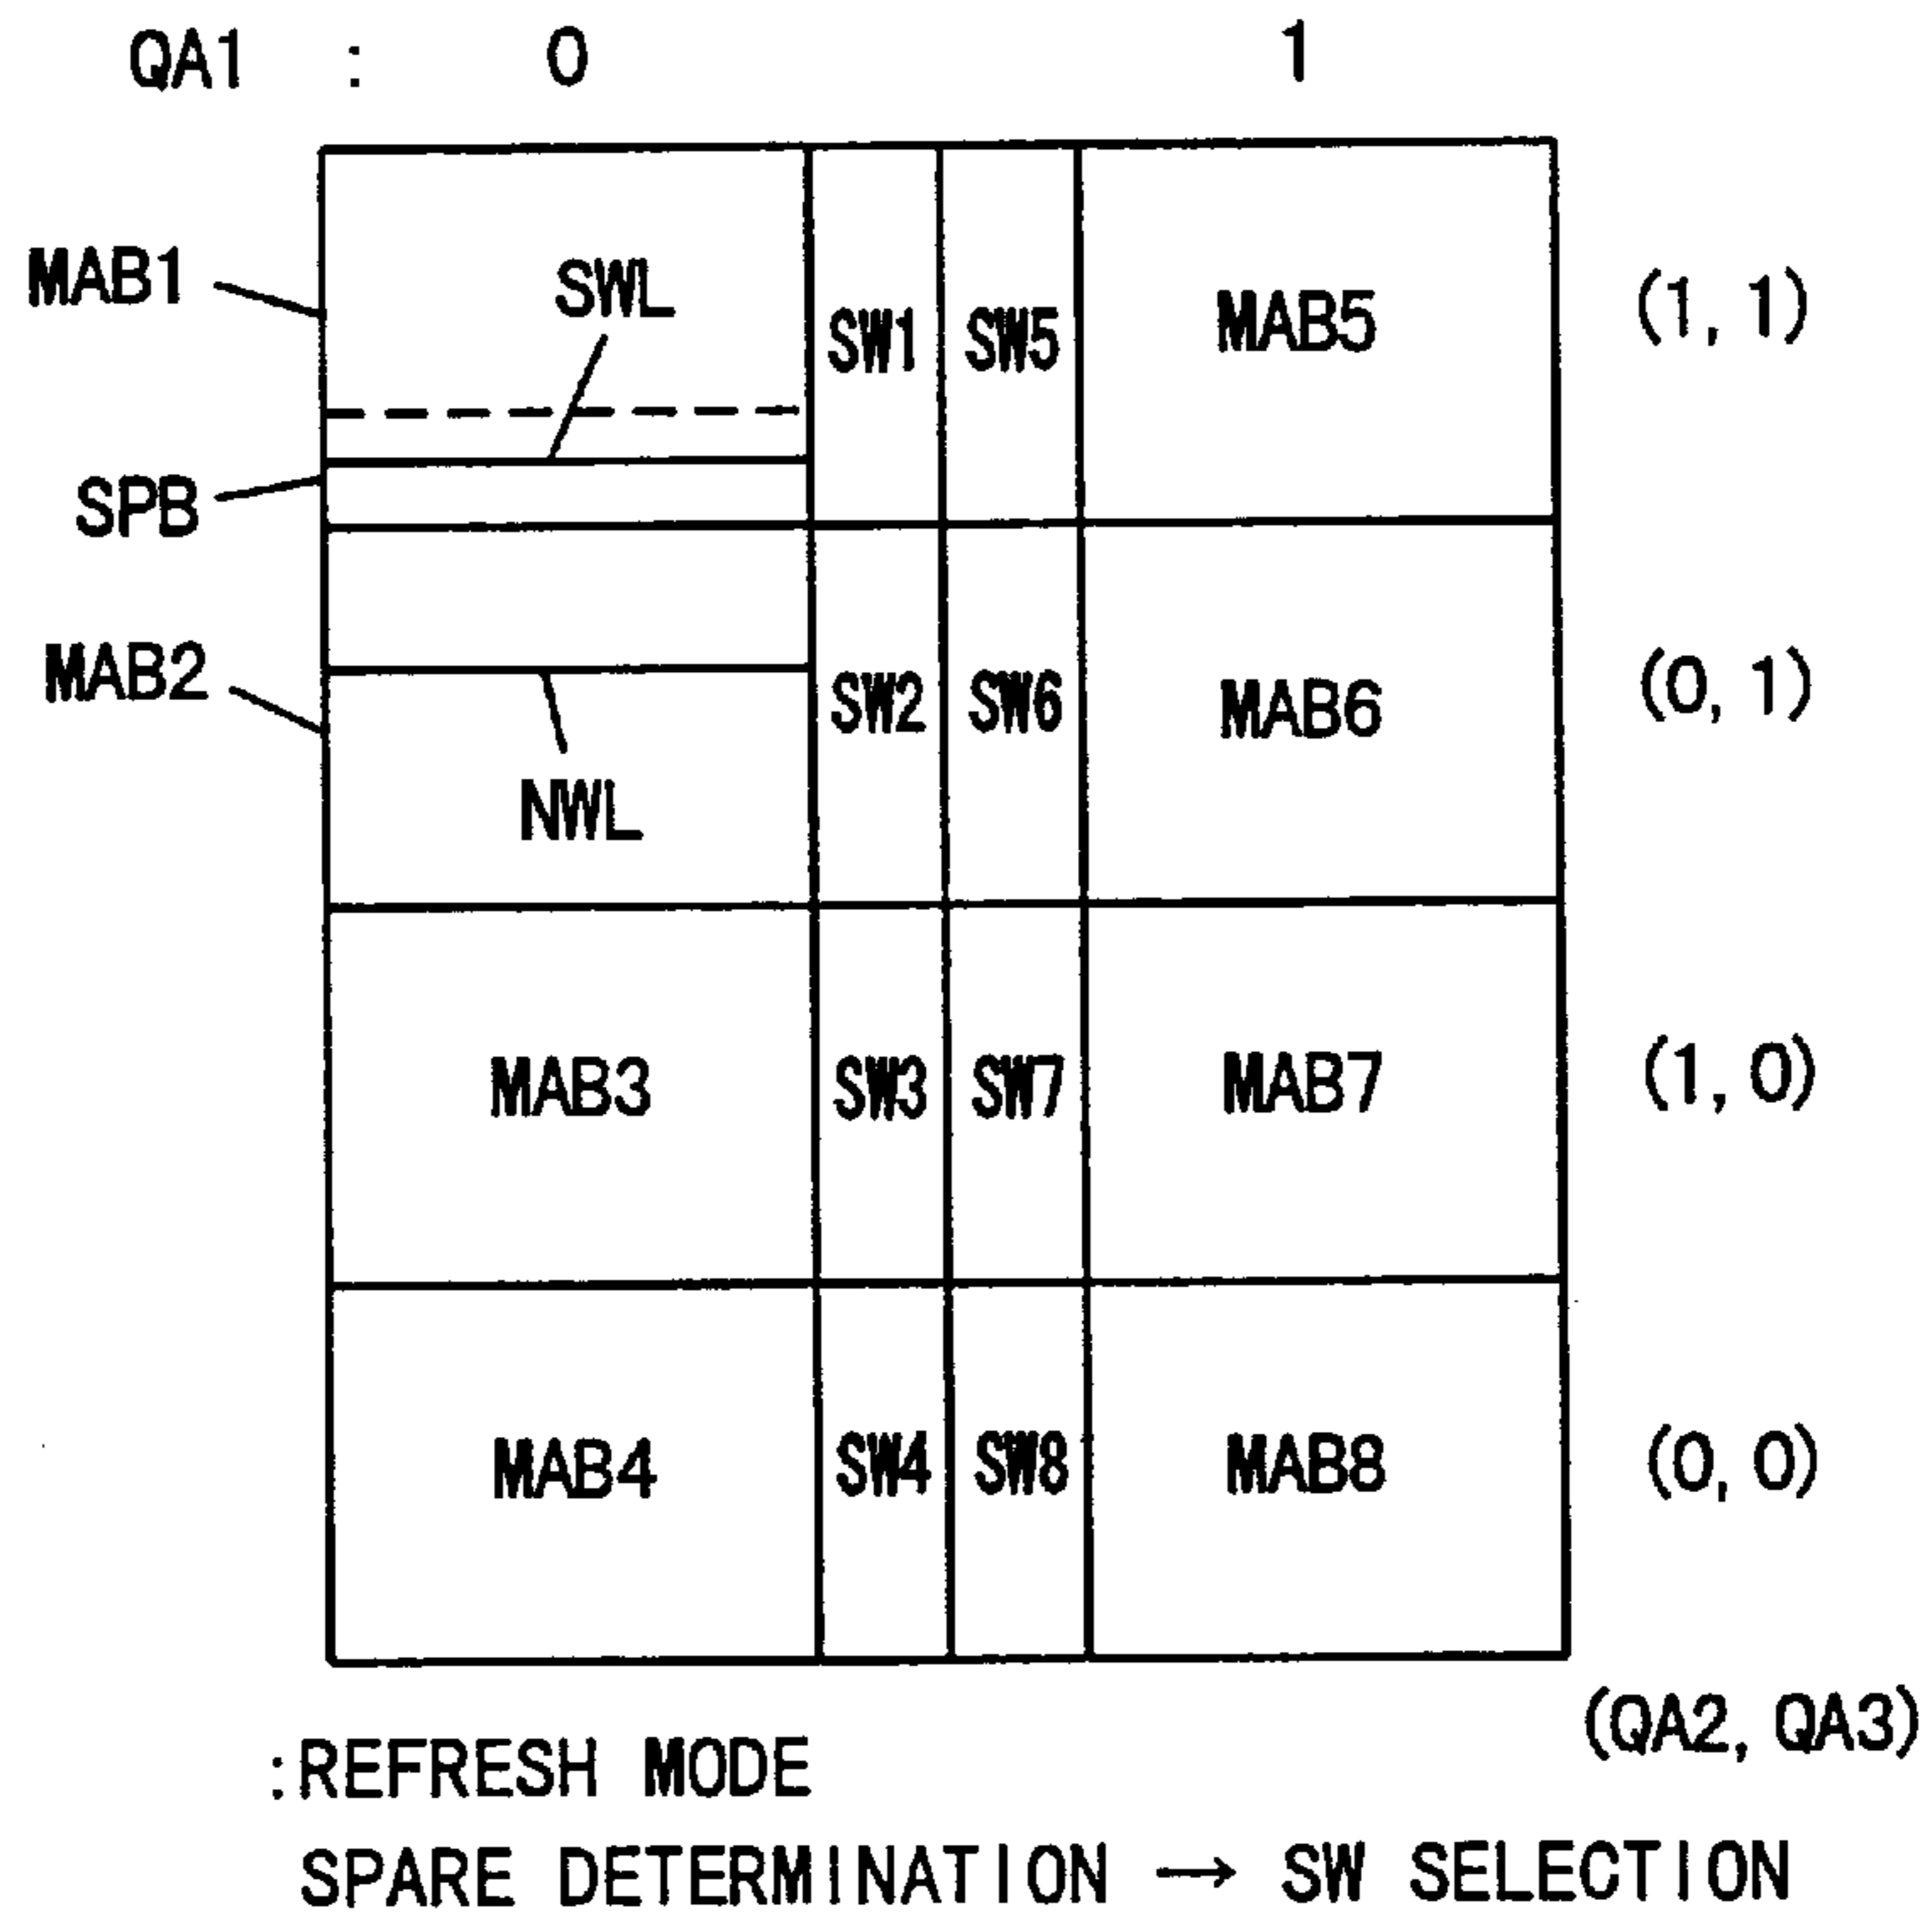 QA1 : 0 1
MAB1
SWL
SW1 SW5 MAB5 (1, 1)
SPB
MAB2
SW2 SW6 MAB6 (0, 1)
NWL
MAB3 SW3 SW7 MAB7 (1, 0)
MAB4 SW4 SW8 MAB8 (0, 0)
(QA2, QA3)
:REFRESH MODE
SPARE DETERMINATION → SW SELECTION